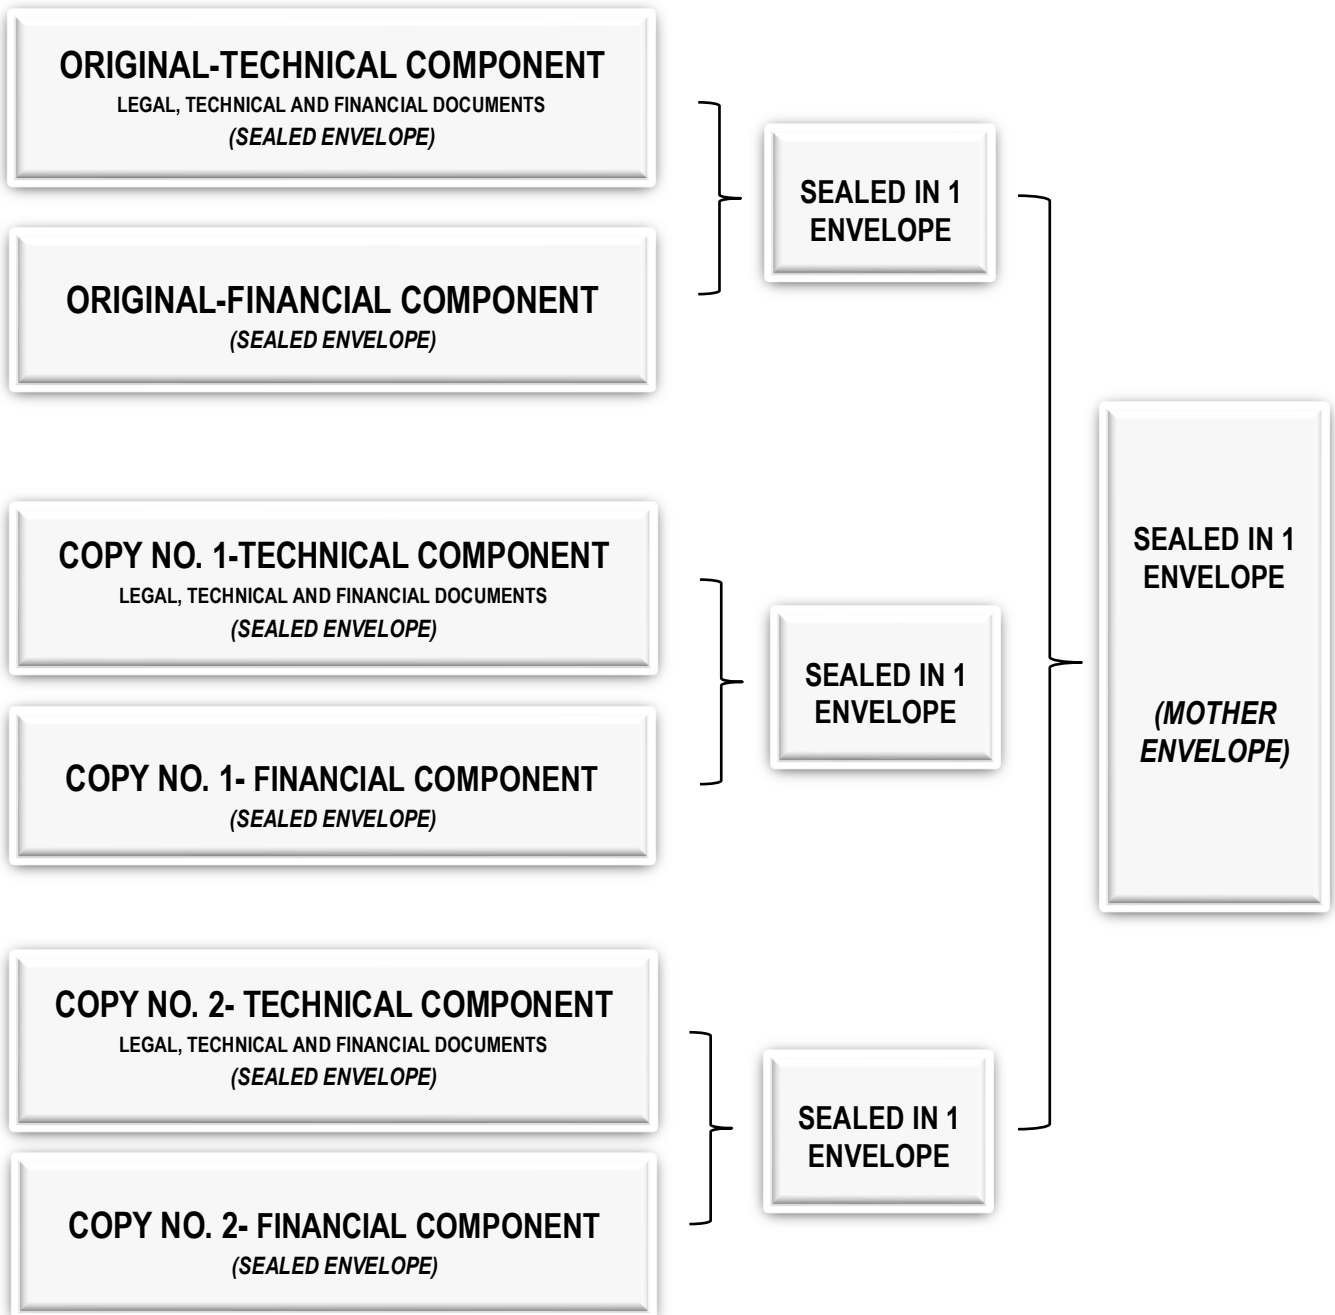 ORIGINAL-TECHNICAL COMPONENT
LEGAL, TECHNICAL AND FINANCIAL DOCUMENTS
(SEALED ENVELOPE)
ORIGINAL-FINANCIAL COMPONENT
(SEALED ENVELOPE)
SEALED IN 1
ENVELOPE
COPY NO. 1-TECHNICAL COMPONENT
LEGAL, TECHNICAL AND FINANCIAL DOCUMENTS
(SEALED ENVELOPE)
COPY NO. 1- FINANCIAL COMPONENT
(SEALED ENVELOPE)
SEALED IN 1
ENVELOPE
COPY NO. 2- TECHNICAL COMPONENT
LEGAL, TECHNICAL AND FINANCIAL DOCUMENTS
(SEALED ENVELOPE)
COPY NO. 2- FINANCIAL COMPONENT
(SEALED ENVELOPE)
SEALED IN 1
ENVELOPE
SEALED IN 1
ENVELOPE
(MOTHER
ENVELOPE)